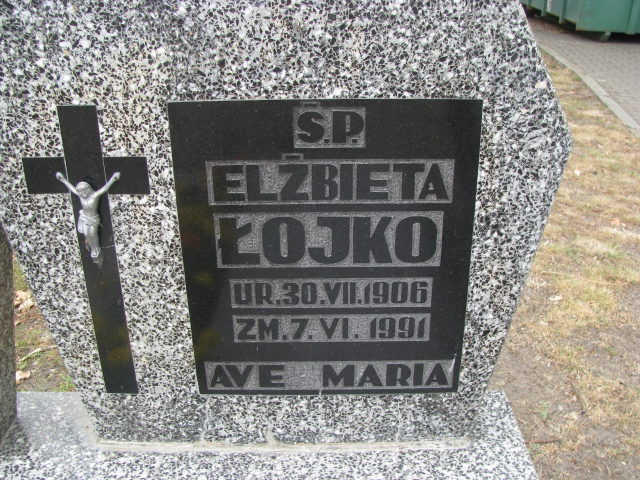 Ś.P.
ELŻBIETA
ŁOJKO
UR.30.VII.1906
ZM.7.VI.1991
AVE MARIA